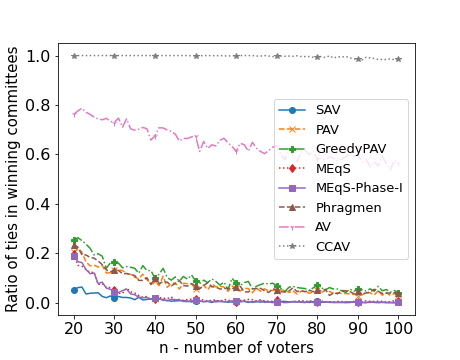 Ratio of ties in winning committees
1.0
0.8
0.6
0.4
0.2
0.0
SAV
PAV
GreedyPAV
MEqS
MEqS-Phase-I
Phragmen
AV
CCAV
20 30 40 50 60 70 80 90 100
n - number of voters